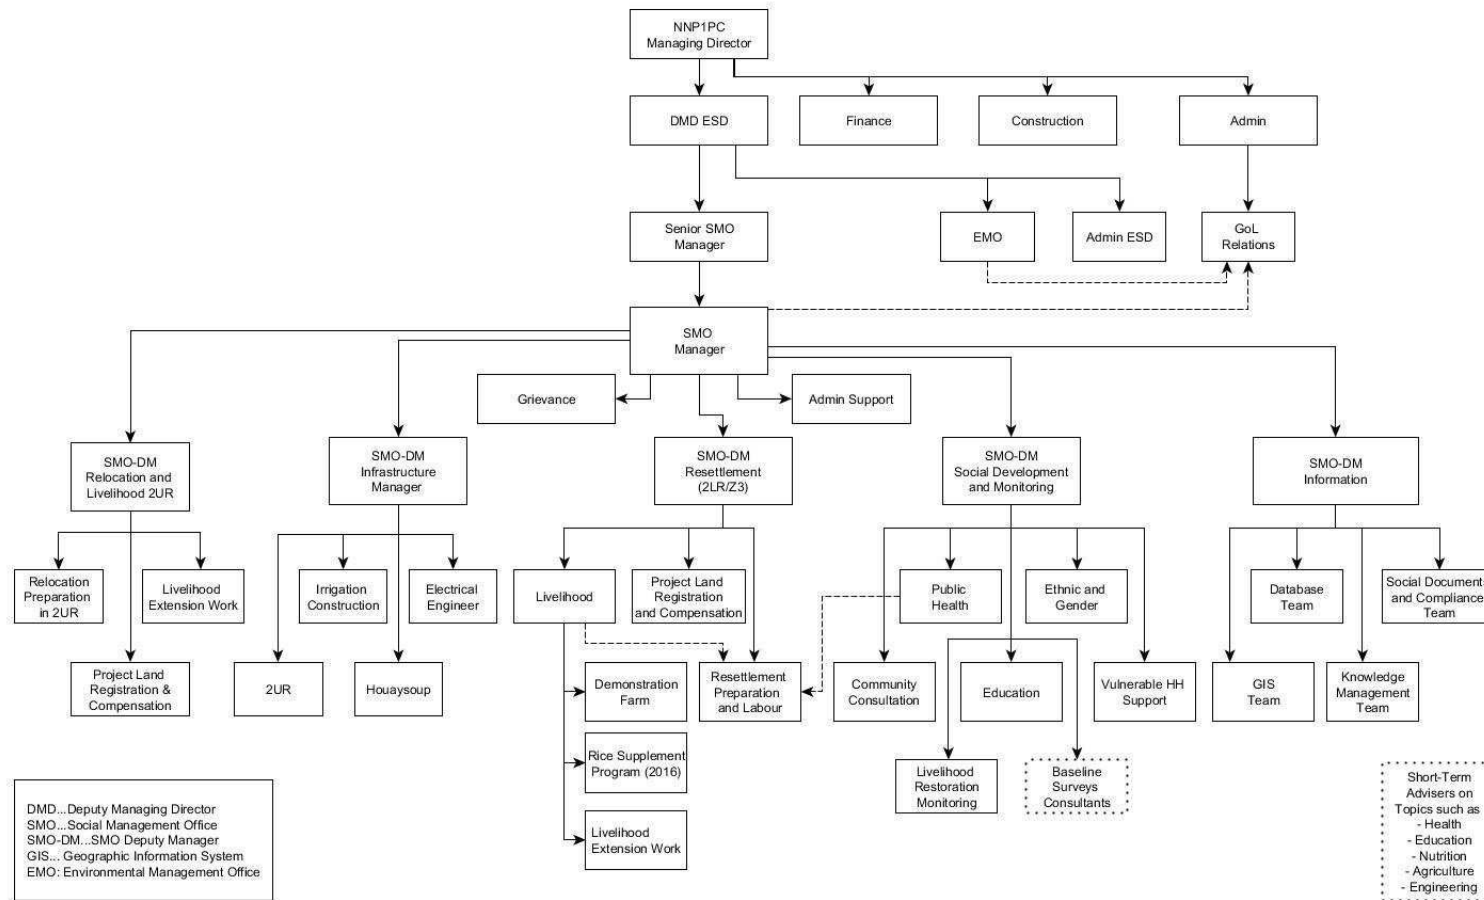 NNP1PC
Managing Director
DMD ESD
Finance
Construction
Admin
Senior SMO
Manager
EMO
Admin ESD
GoL
Relations
SMO
Manager
Grievance
Admin Support
SMO-DM
Relocation and
Livelihood 2UR
SMO-DM
Infrastructure
Manager
SMO-DM
Resettlement
(2LR/Z3)
SMO-DM
Social Development
and Monitoring
SMO-DM
Information
Relocation
Preparation
in 2UR
Livelihood
Extension Work
Irrigation
Construction
Electrical
Engineer
Livelihood
Project Land
Registration
and Compensation
Public
Health
Ethnic and
Gender
Database
Team
Social Document
and Compliance
Team
Project Land
Registration &
Compensation
2UR
Houaysoup
Demonstration
Farm
Resettlement
Preparation
and Labour
Community
Consultation
Education
Vulnerable HH
Support
GIS
Team
Knowledge
Management
Team
Rice Supplement
Program (2016)
Livelihood
Restoration
Monitoring
Baseline
Surveys
Consultants
Livelihood
Extension Work
DMD...Deputy Managing Director
SMO...Social Management Office
SMO-DM...SMO Deputy Manager
GIS... Geographic Information System
EMO: Environmental Management Office
Short-Term
Advisers on
Topics such as
- Health
- Education
- Nutrition
- Agriculture
- Engineering